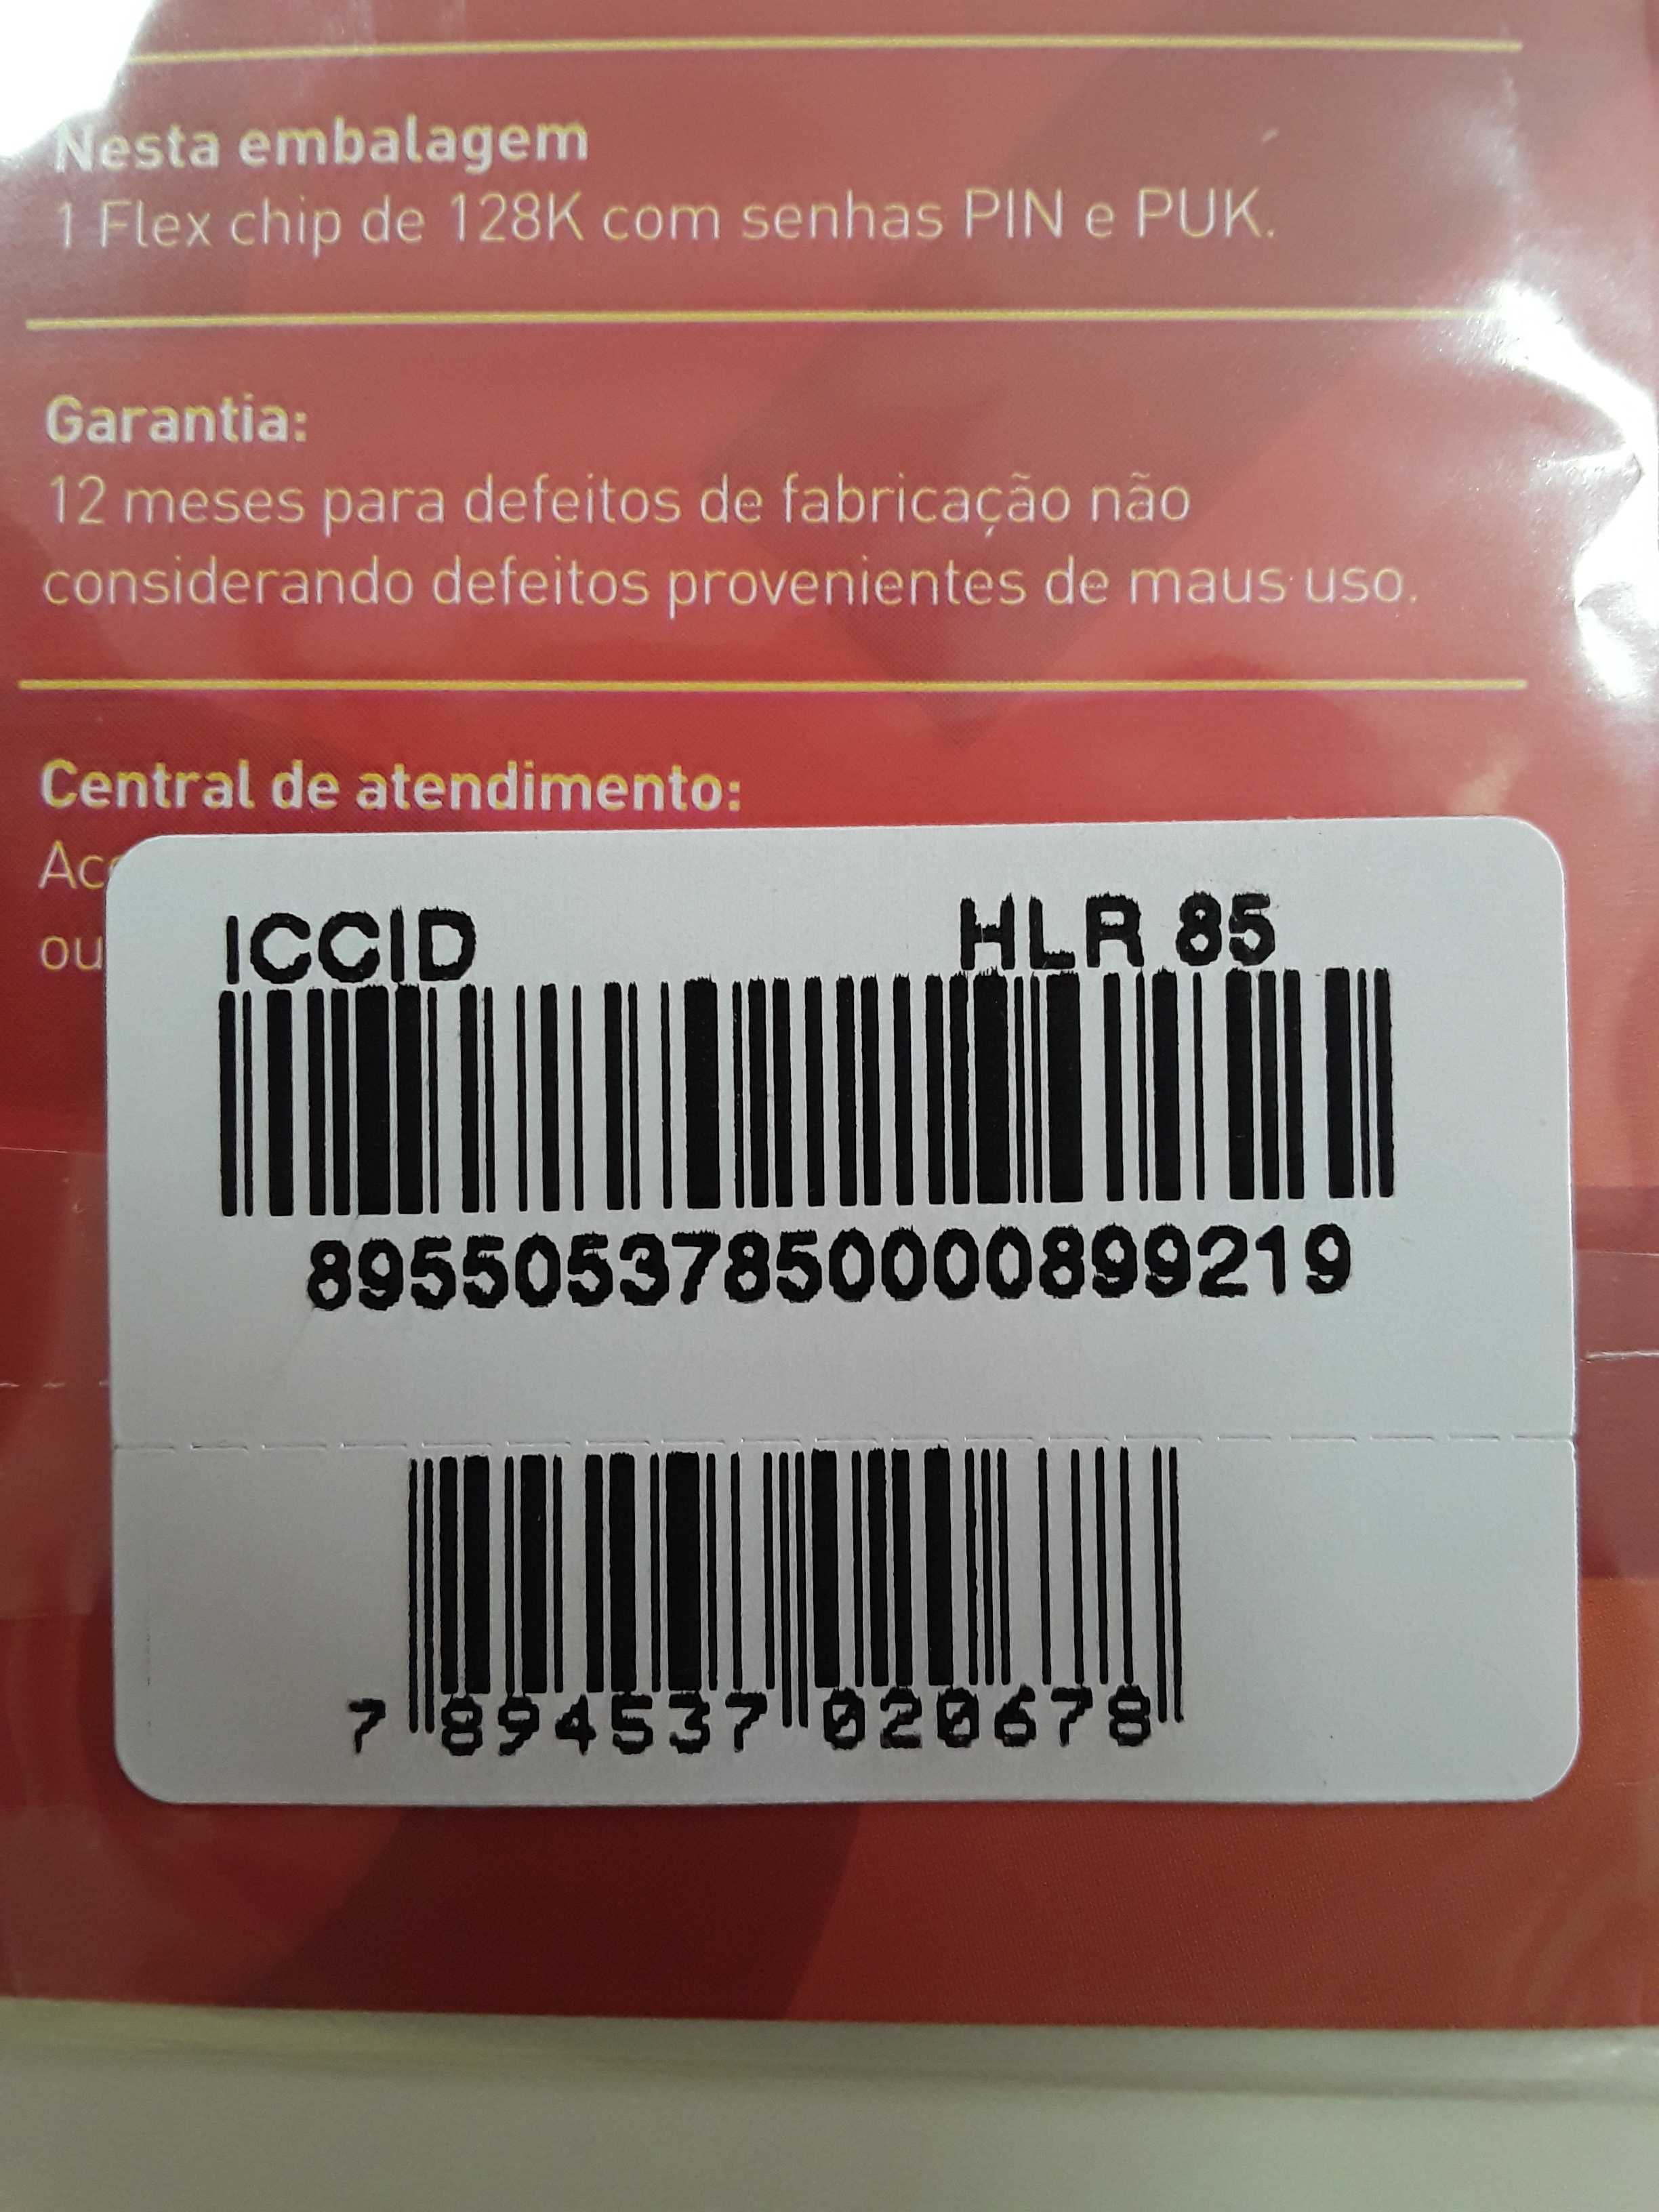 Nesta embalagem
1 Flex chip de 128K com senhas PIN e PUK.
Garantia:
12 meses para defeitos de fabricação não
considerando defeitos provenientes de maus uso.
Central de atendimento:
ou
ICCID HLR 85
89550537850000899219
7 894537 020678